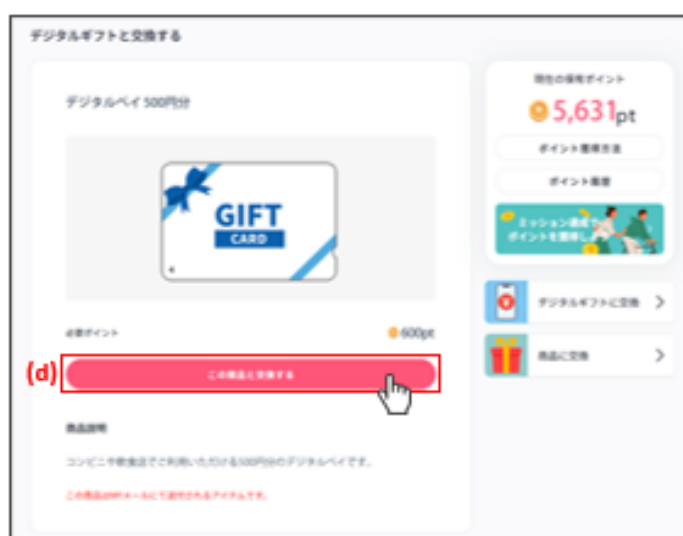 デジタルギフトと交換する
デジタルペイ 500円分
GIFT
CARD
必要ポイント
600pt
(d)
この商品と交換する
商品説明
コンビニや飲食店でご利用いただける500円分のデジタルペイです。
この商品は
メールにて送付されるアイテムです。
現在の保有ポイント
5,631pt
ポイント獲得方法
ポイント履歴
ミッション達成で
ポイントを獲得し
デジタルギフトに交換
商品に交換